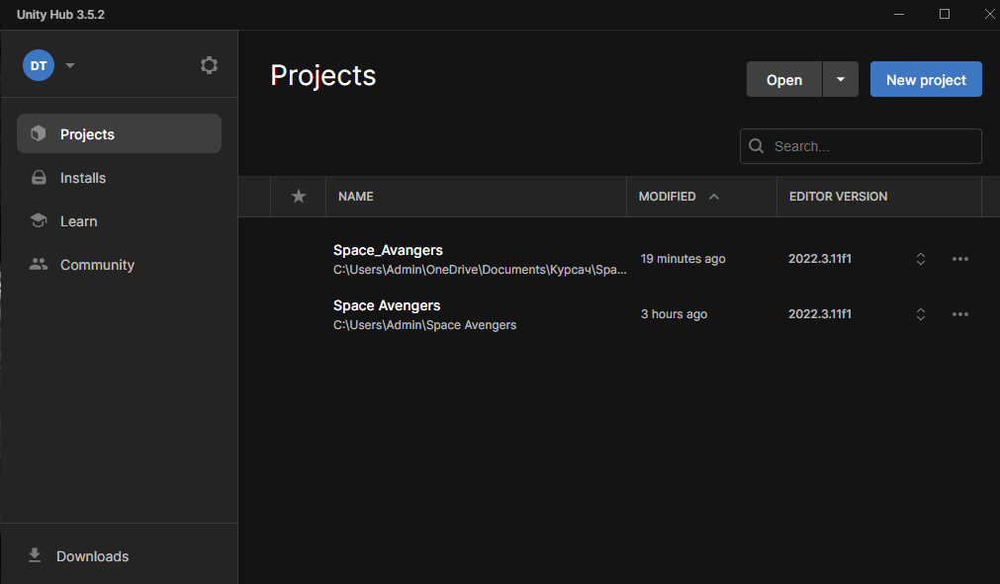 Unity Hub 3.5.2
DT
Projects
Installs
Learn
Community
Downloads
Projects
Open
New project
Search...
NAME MODIFIED EDITOR VERSION
Space_Avangers
C:\Users\Admin\OneDrive\Documents\Курсач\Spa...
19 minutes ago
2022.3.11f1
Space Avengers
C:\Users\Admin\Space Avengers
3 hours ago
2022.3.11f1